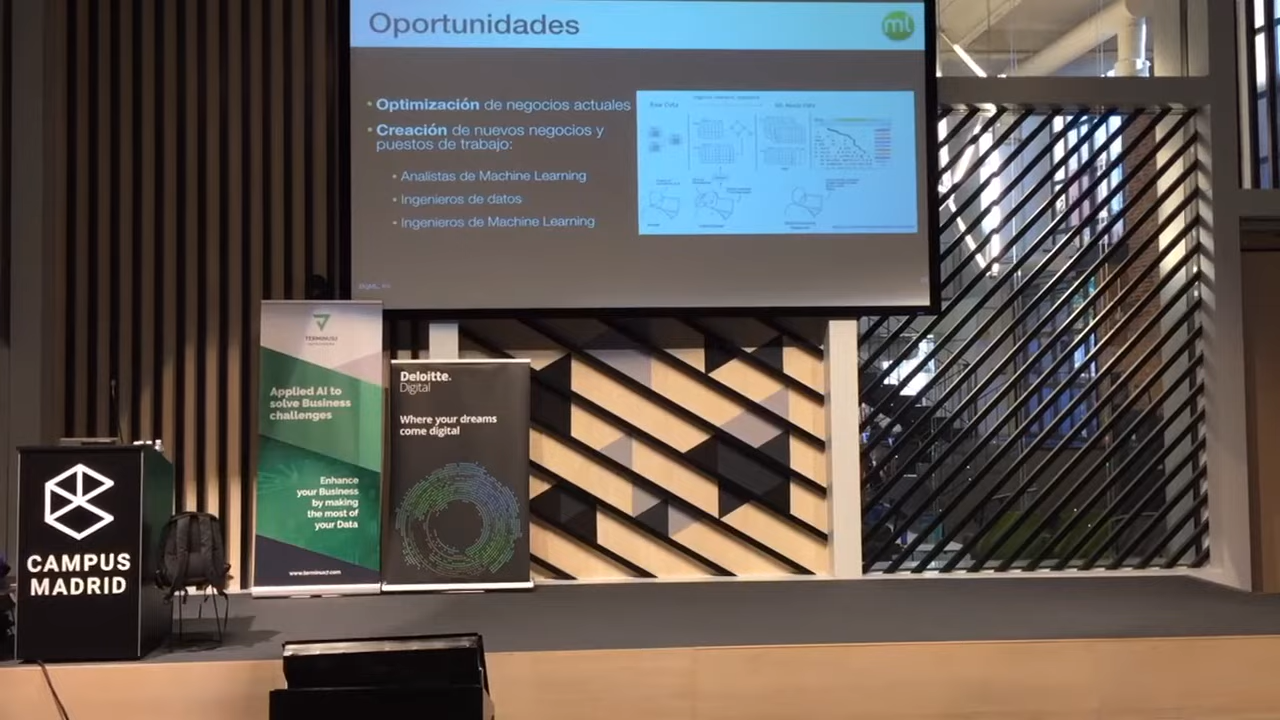 Oportunidades
ml
• Optimización de negocios actuales
• Creación de nuevos negocios y
puestos de trabajo:
• Analistas de Machine Learning
• Ingenieros de datos
• Ingenieros de Machine Learning
Applied AI to
solve Business
challenges
Enhance
your Business
by making
the most of
your Data
Deloitte.
Digital
Where your dreams
come digital
CAMPUS
MADRID